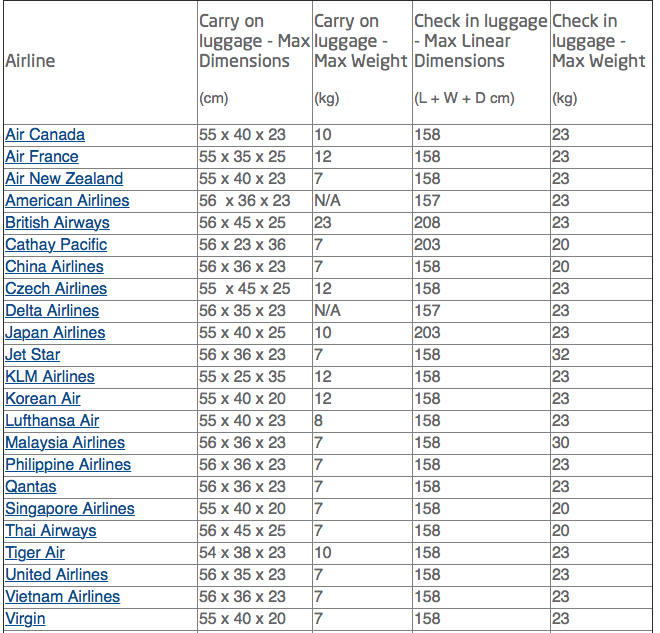 Airline | Carry on luggage - Max Dimensions (cm) | Carry on luggage - Max Weight (kg) | Check in luggage - Max Linear Dimensions (L + W + D cm) | Check in luggage - Max Weight (kg)
Air Canada | 55 x 40 x 23 | 10 | 158 | 23
Air France | 55 x 35 x 25 | 12 | 158 | 23
Air New Zealand | 55 x 40 x 23 | 7 | 158 | 23
American Airlines | 56 x 36 x 23 | N/A | 157 | 23
British Airways | 56 x 45 x 25 | 23 | 208 | 23
Cathay Pacific | 56 x 23 x 36 | 7 | 203 | 20
China Airlines | 56 x 36 x 23 | 7 | 158 | 20
Czech Airlines | 55 x 45 x 25 | 12 | 158 | 23
Delta Airlines | 56 x 35 x 23 | N/A | 157 | 23
Japan Airlines | 55 x 40 x 25 | 10 | 203 | 23
Jet Star | 56 x 36 x 23 | 7 | 158 | 32
KLM Airlines | 55 x 25 x 35 | 12 | 158 | 23
Korean Air | 55 x 40 x 20 | 12 | 158 | 23
Lufthansa Air | 55 x 40 x 23 | 8 | 158 | 23
Malaysia Airlines | 56 x 36 x 23 | 7 | 158 | 30
Philippine Airlines | 56 x 36 x 23 | 7 | 158 | 23
Qantas | 56 x 36 x 23 | 7 | 158 | 23
Singapore Airlines | 55 x 40 x 20 | 7 | 158 | 20
Thai Airways | 56 x 45 x 25 | 7 | 158 | 20
Tiger Air | 54 x 38 x 23 | 10 | 158 | 23
United Airlines | 56 x 35 x 23 | 7 | 158 | 23
Vietnam Airlines | 56 x 36 x 23 | 7 | 158 | 23
Virgin | 55 x 40 x 20 | 7 | 158 | 23